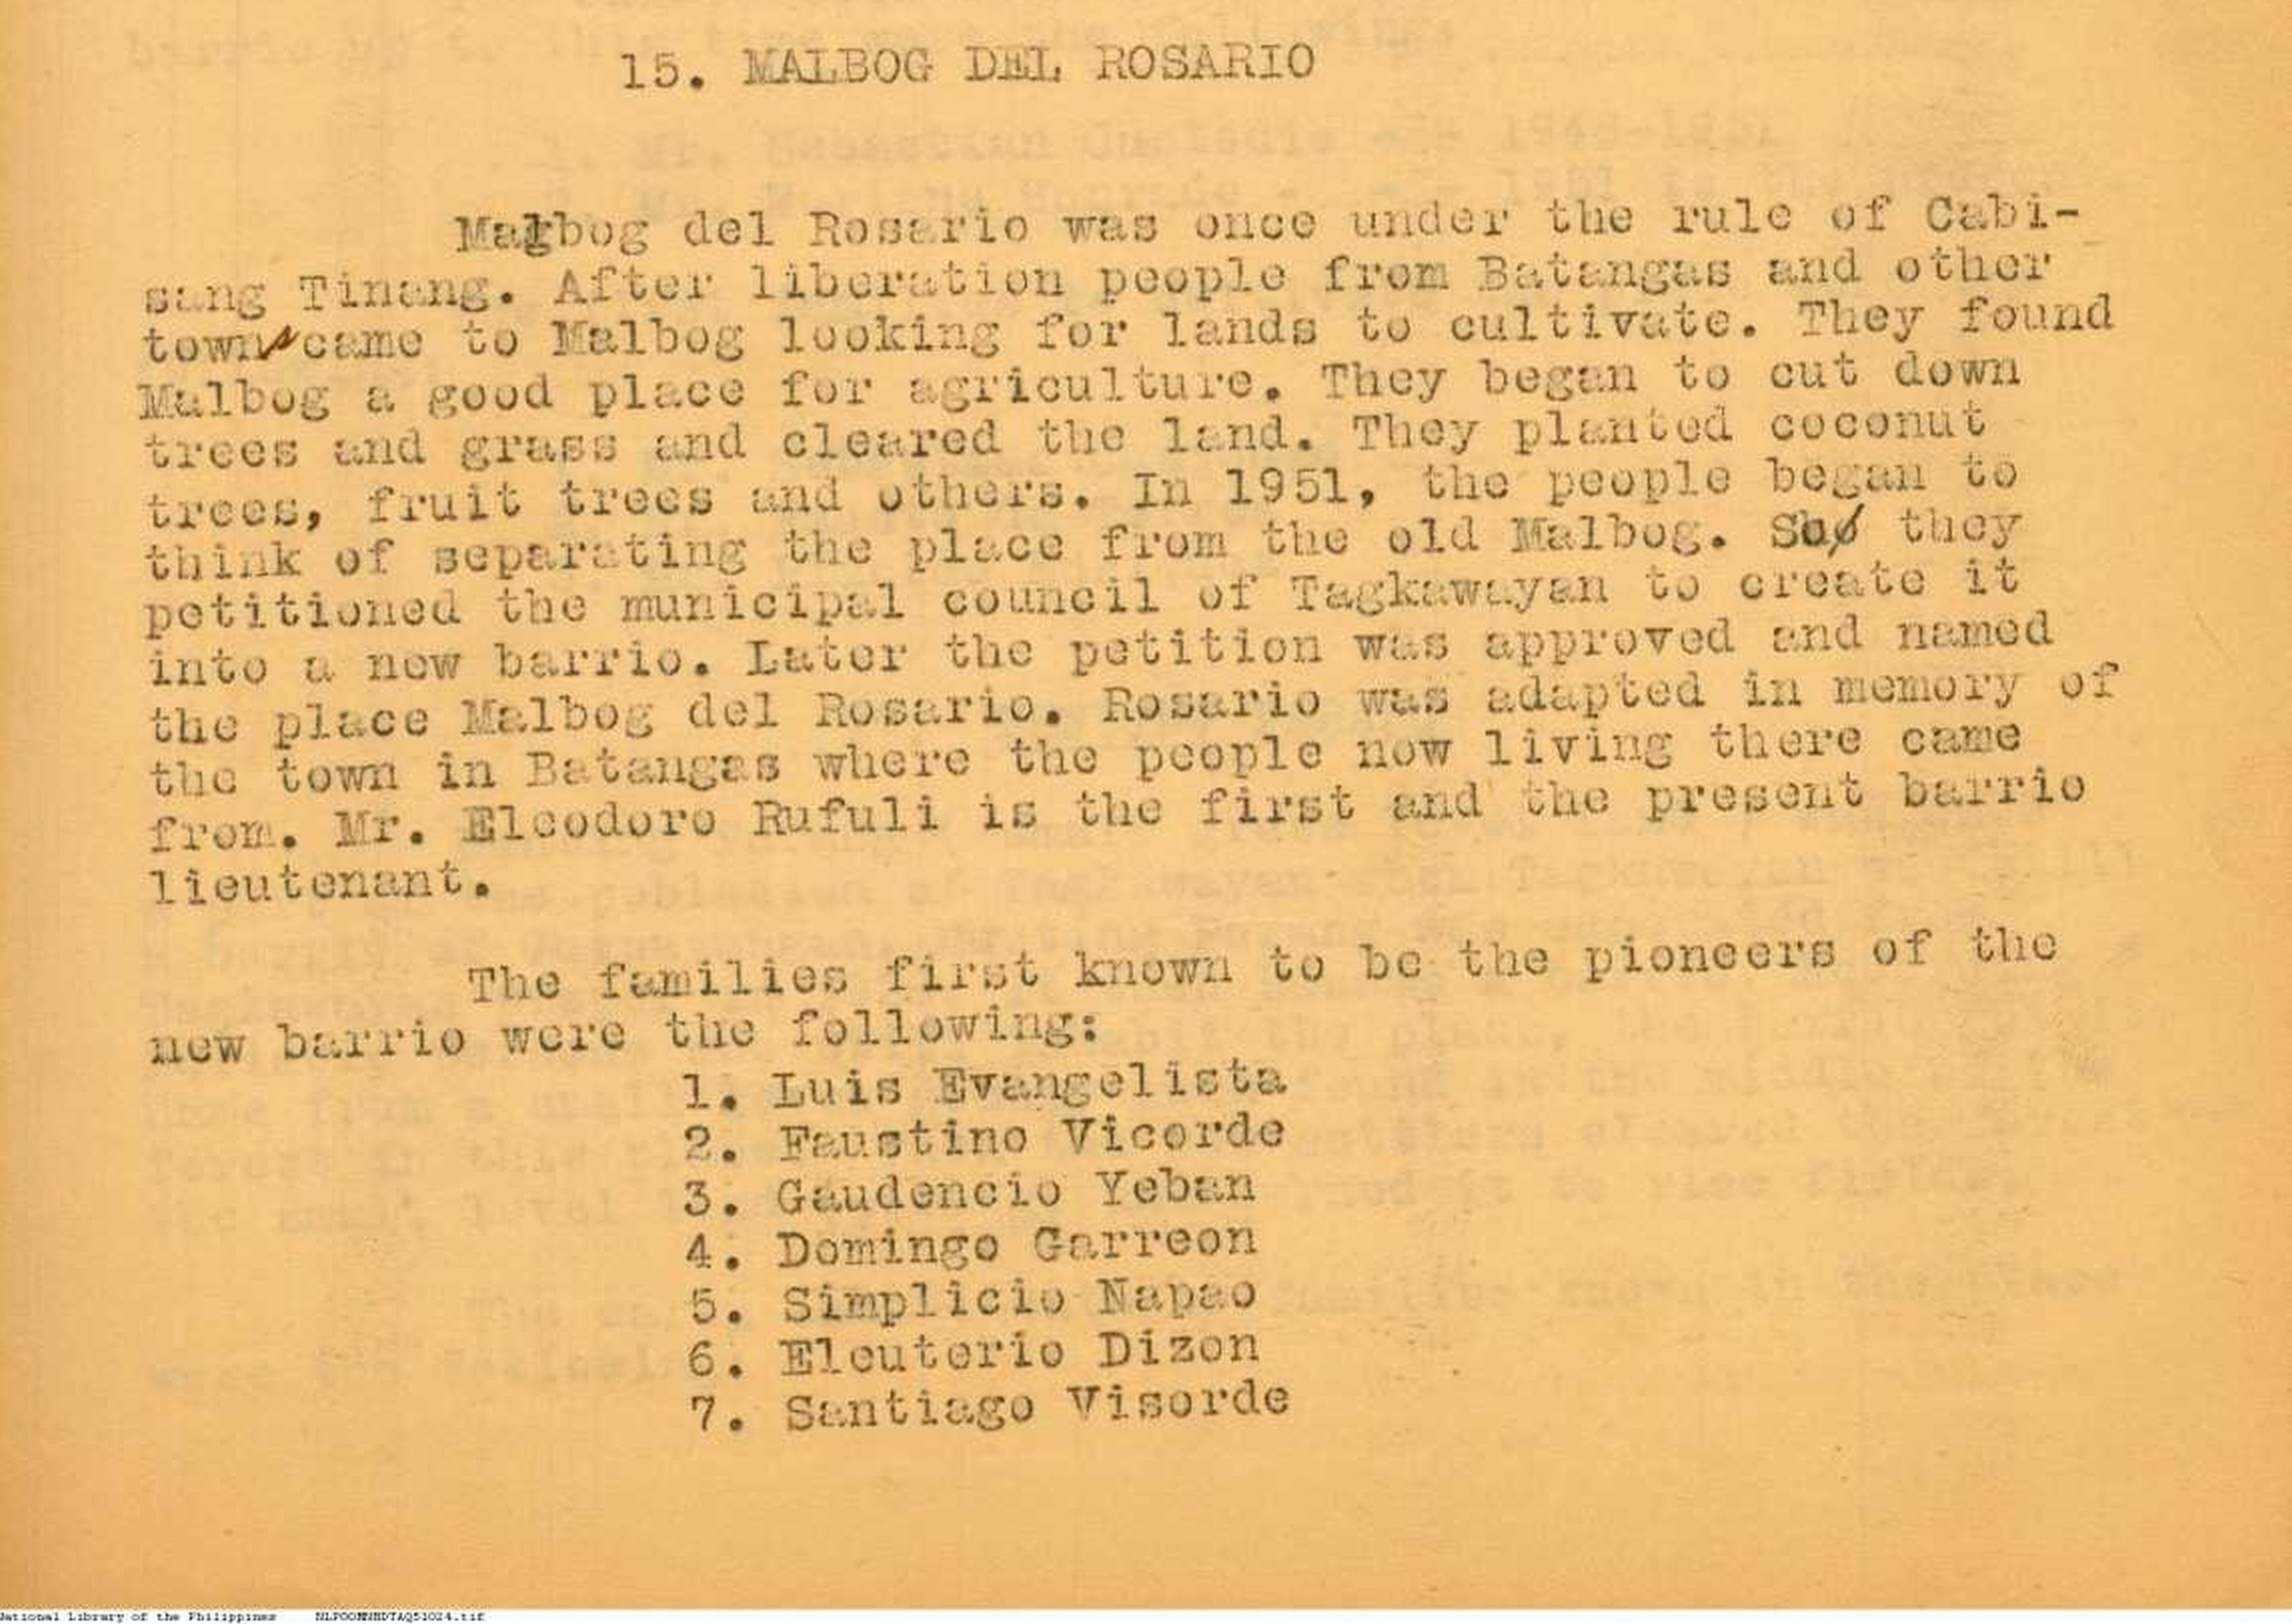 15. MALBOG DEL ROSARIO
Malbog del Rosario was once under the rule of Cabi-
sang Tinang. After liberation people from Batangas and other
towns came to Malbog looking for lands to cultivate. They found
Malbog a good place for agriculture. They began to cut down
trees and grass and cleared the land. They planted coconut
trees, fruit trees and others. In 1951, the people began to
think of separating the place from the old Malbog. So they
petitioned the municipal council of Tagkawayan to create it
into a new barrio. Later the petition was approved and named
the place Malbog del Rosario. Rosario was adapted in memory of
the town in Batangas where the people now living there came
from. Mr. Eleodoro Rufuli is the first and the present barrio
lieutenant.
The families first known to be the pioneers of the
new barrio were the following:
1. Luis Evangelista
2. Faustino Vicorde
3. Gaudencio Yeban
4. Domingo Garreon
5. Simplicio Napao
6. Eleuterio Dizon
7. Santiago Visorde
National Library of the Philippines NLPOOMNHDTAQ51024.tif